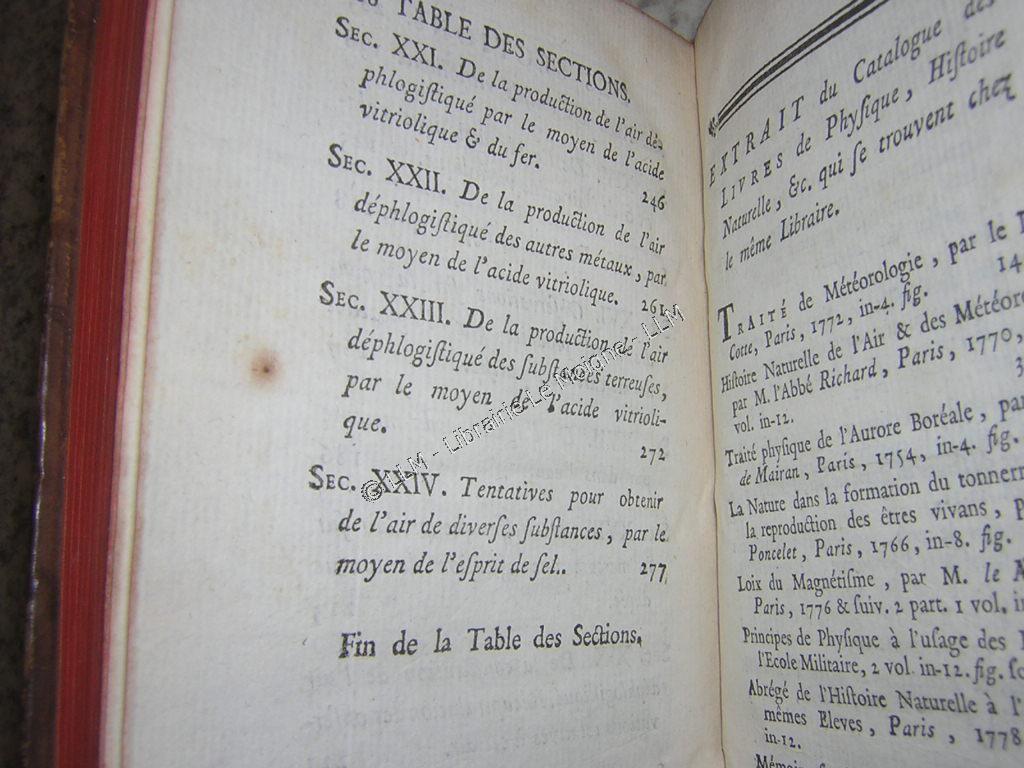 TABLE DES SECTIONS.
SEC. XXI. De la production de l'air dé-
phlogiſtiqué par le moyen de l'acide
vitriolique & du fer. 246
SEC. XXII. De la production de l'air
déphlogiſtiqué des autres métaux, par
le moyen de l'acide vitriolique. 261
SEC. XXIII. De la production de l'air
déphlogiſtiqué des ſubſtances terreuſes,
par le moyen de l'acide vitrioli-
que. 272
SEC. XXIV. Tentatives pour obtenir
de l'air de diverſes ſubſtances, par le
moyen de l'eſprit de ſel.. 277
Fin de la Table des Sections.
EXTRAIT du Catalogue des
LIVRES de Phyſique, Hiſtoire
Naturelle, &c. qui ſe trouvent chez
le même Libraire.
TRAITÉ de Météorologie, par le
Cotte, Paris, 1772, in-4. fig. 14
Hiſtoire Naturelle de l'Air & des Météor
par M. l'Abbé Richard, Paris, 1770,
vol. in-12. 3
Traité phyſique de l'Aurore Boréale, par
de Mairan, Paris, 1754, in-4. fig.
La Nature dans la formation du tonnerr
la reproduction des êtres vivans, P
Poncelet, Paris, 1766, in-8. fig.
Loix du Magnétiſme, par M. le
Paris, 1776 & ſuiv. 2 part. 1 vol. in
Principes de Phyſique à l'uſage des
l'Ecole Militaire, 2 vol. in-12. fig. ſo
Abrégé de l'Hiſtoire Naturelle à l'
mêmes Eleves, Paris, 1778
in-12.
© LLM - Librairie Le Moigne - LLM